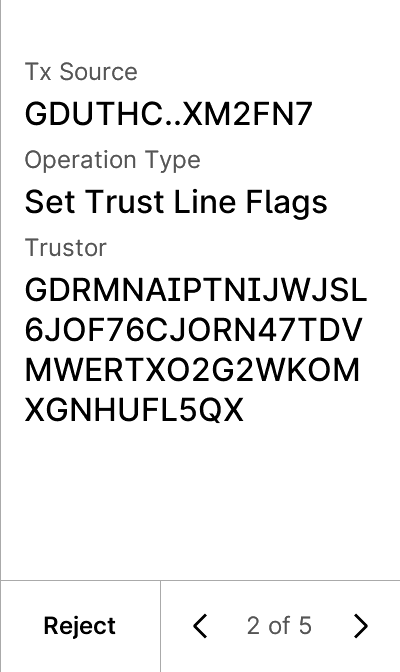 Tx Source
GDUTHC..XM2FN7
Operation Type
Set Trust Line Flags
Trustor
GDRMNAIPTNIJWJSL
6JOF76CJORN47TDV
MWERTXO2G2WKOM
XGNHUFL5QX
Reject
2 of 5